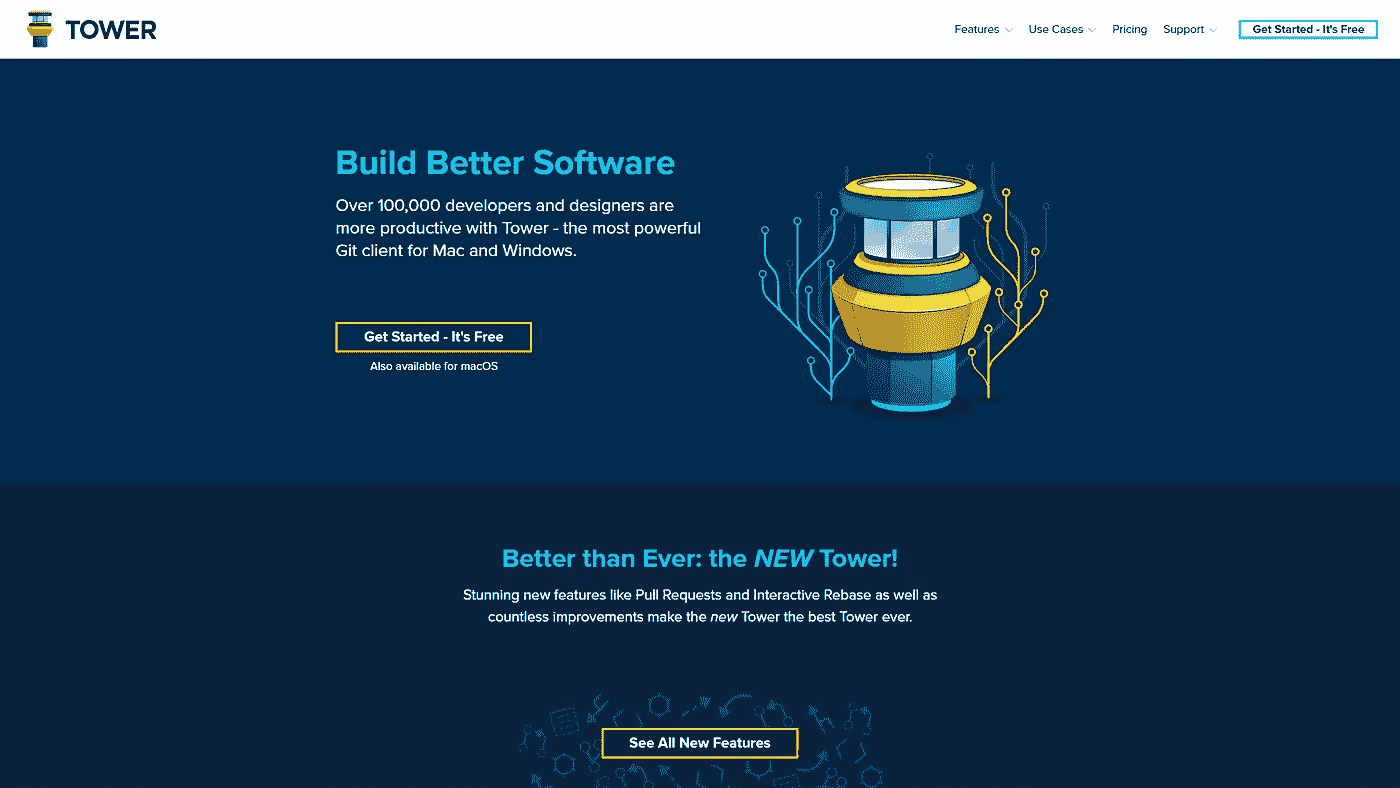 TOWER
Features
Use Cases
Pricing
Support
Get Started - It's Free
Build Better Software
Over 100,000 developers and designers are
more productive with Tower - the most powerful
Git client for Mac and Windows.
Get Started - It's Free
Also available for macOS
Better than Ever: the NEW Tower!
Stunning new features like Pull Requests and Interactive Rebase as well as
countless improvements make the new Tower the best Tower ever.
See All New Features